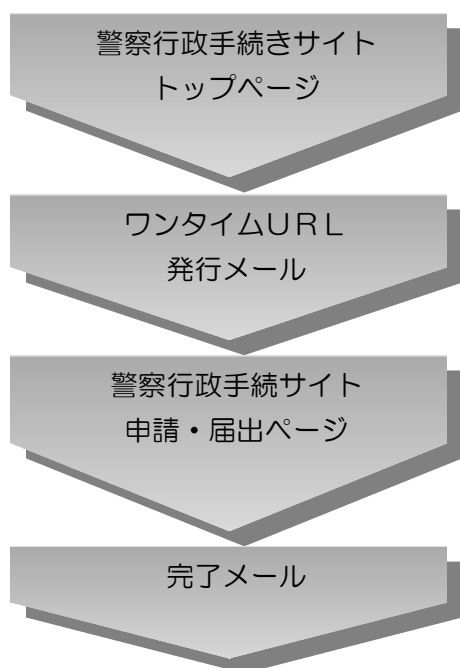 警察行政手続きサイト
トップページ
ワンタイムＵＲＬ
発行メール
警察行政手続サイト
申請・届出ページ
完了メール